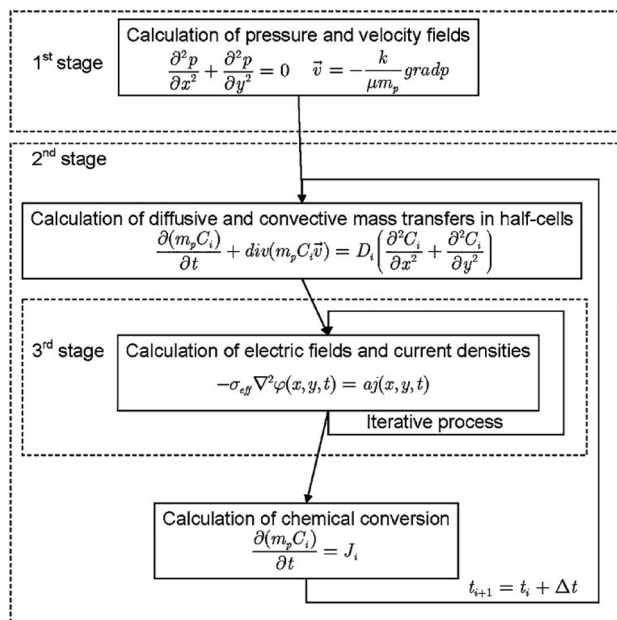 Calculation of pressure and velocity fields
1st stage
∂²p/∂x² + ∂²p/∂y² = 0   v⃗ = −k/(μm_p) gradp
2nd stage
Calculation of diffusive and convective mass transfers in half-cells
∂(m_pC_i)/∂t + div(m_pC_iv⃗) = D_i(∂²C_i/∂x² + ∂²C_i/∂y²)
3rd stage
Calculation of electric fields and current densities
−σ_eff∇²φ(x,y,t) = aj(x,y,t)
Iterative process
Calculation of chemical conversion
∂(m_pC_i)/∂t = J_i
t_{i+1} = t_i + Δt